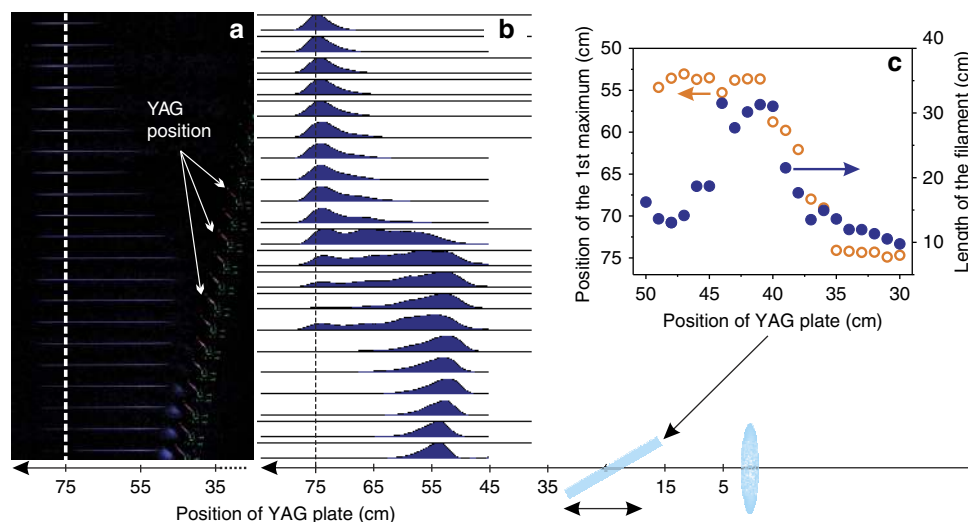 a
YAG
position
75
55
35
Position of YAG plate (cm)
b
75
65
55
45
35
15
5
c
Position of the 1st maximum (cm)
50
55
60
65
70
75
40
30
20
10
Length of the filament (cm)
50
45
40
35
30
Position of YAG plate (cm)